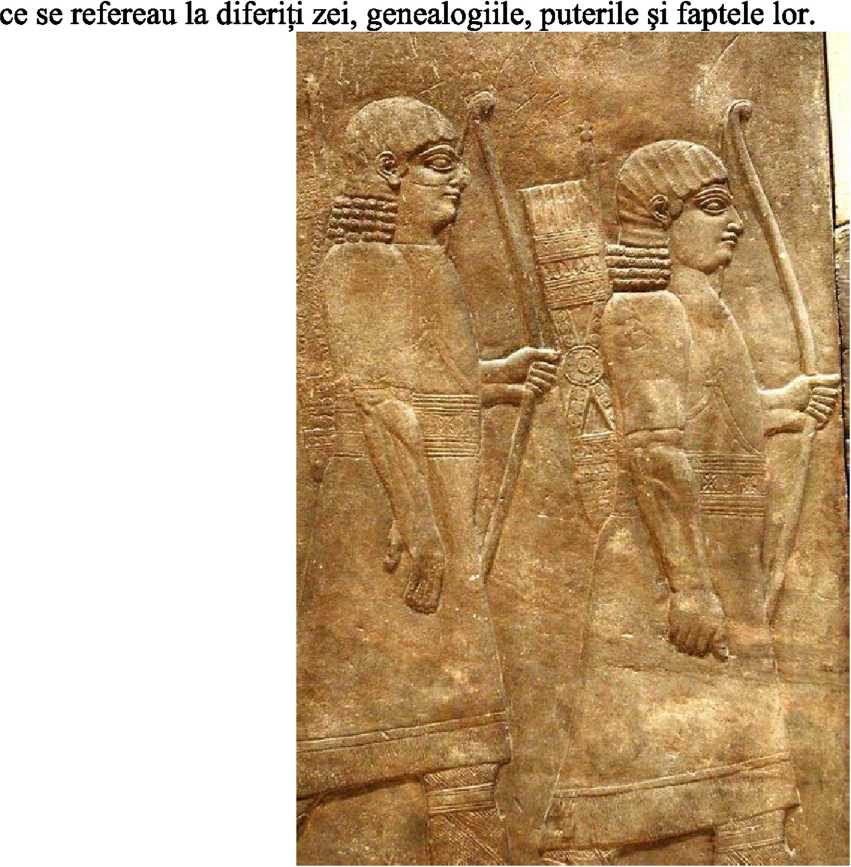 ce se refereau la diferiți zei, genealogiile, puterile şi faptele lor.